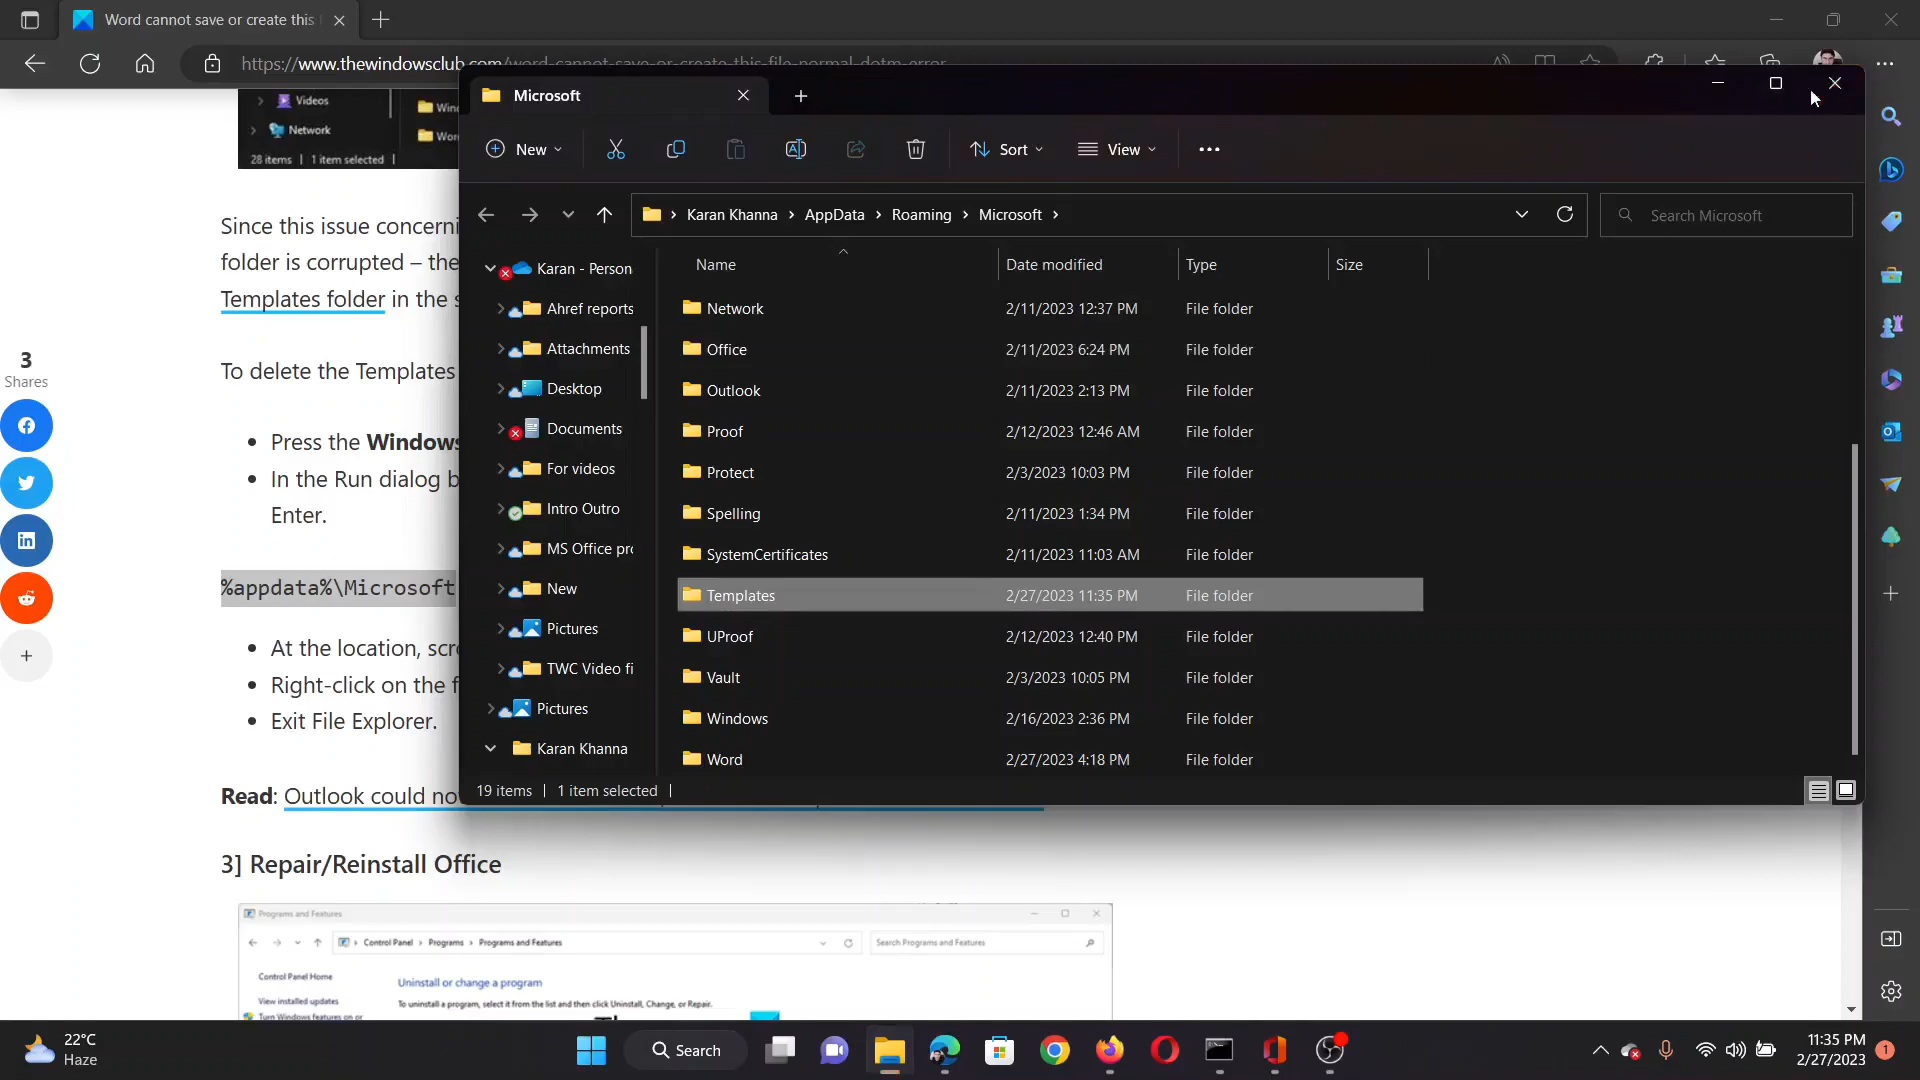 Word cannot save or create this
https://www.thewindowsclub.com/word-cannot-save-or-create-this-file-normal-dotm-error
Videos
Network
28 items | 1 item selected |
Microsoft
New
Sort
View
Karan Khanna > AppData > Roaming > Microsoft >
Search Microsoft
Name
Date modified
Type
Size
Karan - Person
Ahref reports
Attachments
Desktop
Documents
For videos
Intro Outro
MS Office pr
New
Pictures
TWC Video fi
Pictures
Karan Khanna
Network 2/11/2023 12:37 PM File folder
Office 2/11/2023 6:24 PM File folder
Outlook 2/11/2023 2:13 PM File folder
Proof 2/12/2023 12:46 AM File folder
Protect 2/3/2023 10:03 PM File folder
Spelling 2/11/2023 1:34 PM File folder
SystemCertificates 2/11/2023 11:03 AM File folder
Templates 2/27/2023 11:35 PM File folder
UProof 2/12/2023 12:40 PM File folder
Vault 2/3/2023 10:05 PM File folder
Windows 2/16/2023 2:36 PM File folder
Word 2/27/2023 4:18 PM File folder
19 items | 1 item selected |
3
Shares
Since this issue concerni
folder is corrupted – the
Templates folder in the s
To delete the Templates
• Press the Windows
• In the Run dialog b
Enter.
%appdata%\Microsoft
• At the location, scr
• Right-click on the f
• Exit File Explorer.
Read: Outlook could no
3] Repair/Reinstall Office
Programs and Features
Control Panel > Programs > Programs and Features
Search Programs and Features
Control Panel Home
View installed updates
Turn Windows features on or
Uninstall or change a program
To uninstall a program, select it from the list and then click Uninstall, Change, or Repair.
22°C
Haze
Search
11:35 PM
2/27/2023
1